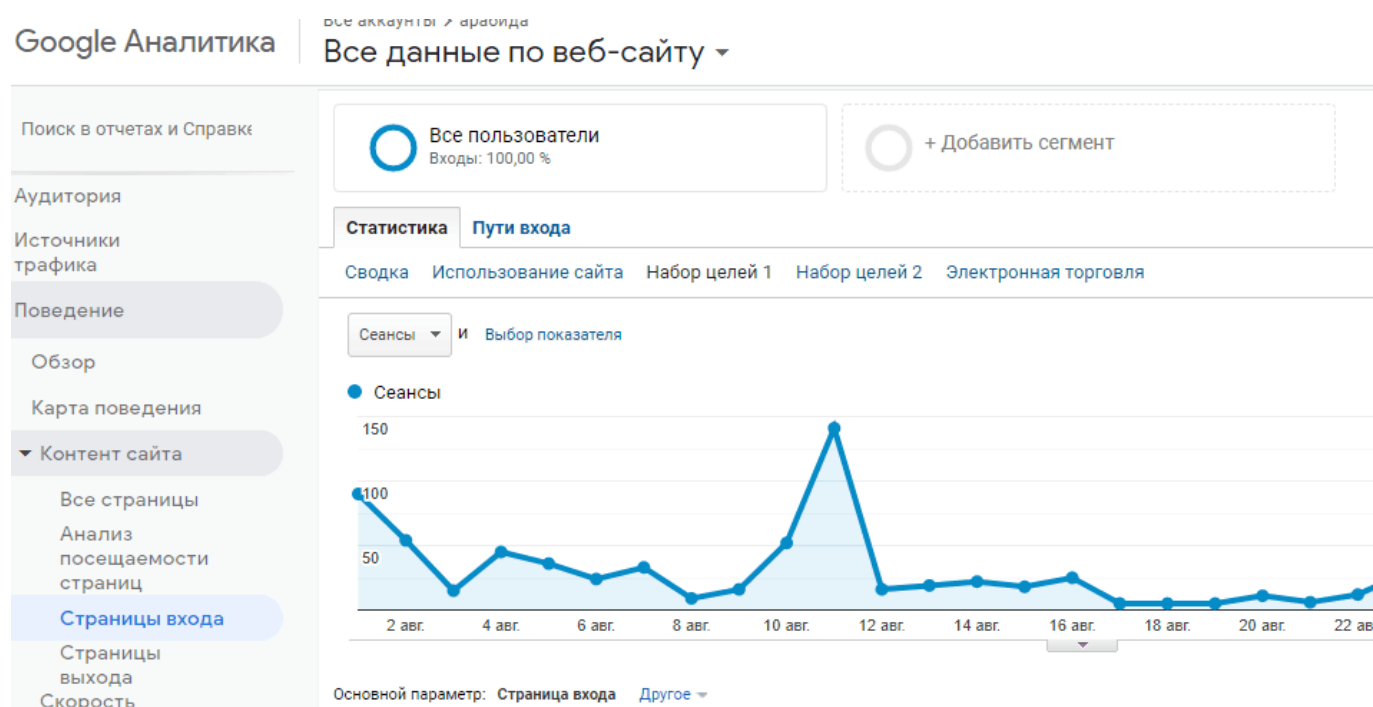 Google Аналитика
Все аккаунты > арабида
Все данные по веб-сайту
Поиск в отчетах и Справке
Аудитория
Источники
трафика
Поведение
Обзор
Карта поведения
Контент сайта
Все страницы
Анализ
посещаемости
страниц
Страницы входа
Страницы
выхода
Скорость
Все пользователи
Входы: 100,00 %
+ Добавить сегмент
Статистика Пути входа
Сводка Использование сайта Набор целей 1 Набор целей 2 Электронная торговля
Сеансы и Выбор показателя
Сеансы
150
100
50
2 авг. 4 авг. 6 авг. 8 авг. 10 авг. 12 авг. 14 авг. 16 авг. 18 авг. 20 авг. 22 ав
Основной параметр: Страница входа Другое